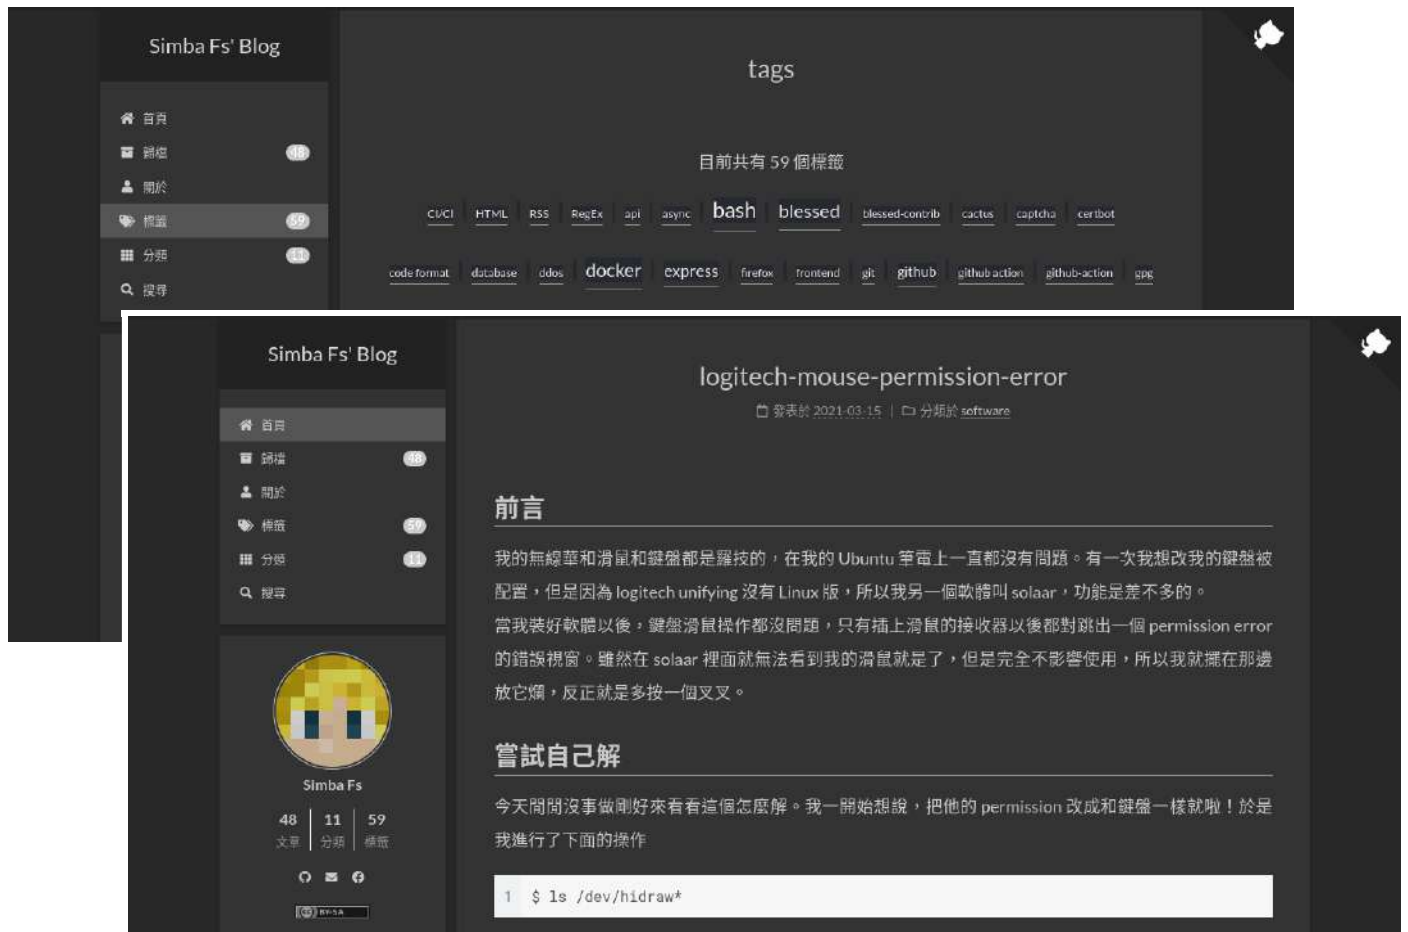 Simba Fs' Blog
首頁
歸檔
48
關於
標籤
59
分類
11
搜尋
tags
目前共有 59 個標籤
CI/CI HTML RSS RegEx api async bash blessed blessed-contrib cactus captcha certbot
code format database ddos docker express firefox frontend git github github action github-action gpg
Simba Fs' Blog
首頁
歸檔
48
關於
標籤
59
分類
11
搜尋
Simba Fs
48 11 59
文章 分類 標籤
BY-SA
logitech-mouse-permission-error
發表於 2021-03-15 | 分類於 software
前言
我的無線華和滑鼠和鍵盤都是羅技的,在我的 Ubuntu 筆電上一直都沒有問題。有一次我想改我的鍵盤被
配置,但是因為 logitech unifying 沒有 Linux 版,所以我另一個軟體叫 solaar,功能是差不多的。
當我裝好軟體以後,鍵盤滑鼠操作都沒問題,只有插上滑鼠的接收器以後都對跳出一個 permission error
的錯誤視窗。雖然在 solaar 裡面就無法看到我的滑鼠就是了,但是完全不影響使用,所以我就擺在那邊
放它爛,反正就是多按一個叉叉。
嘗試自己解
今天閒閒沒事做剛好來看看這個怎麼解。我一開始想說,把他的 permission 改成和鍵盤一樣就啦!於是
我進行了下面的操作
1 $ ls /dev/hidraw*